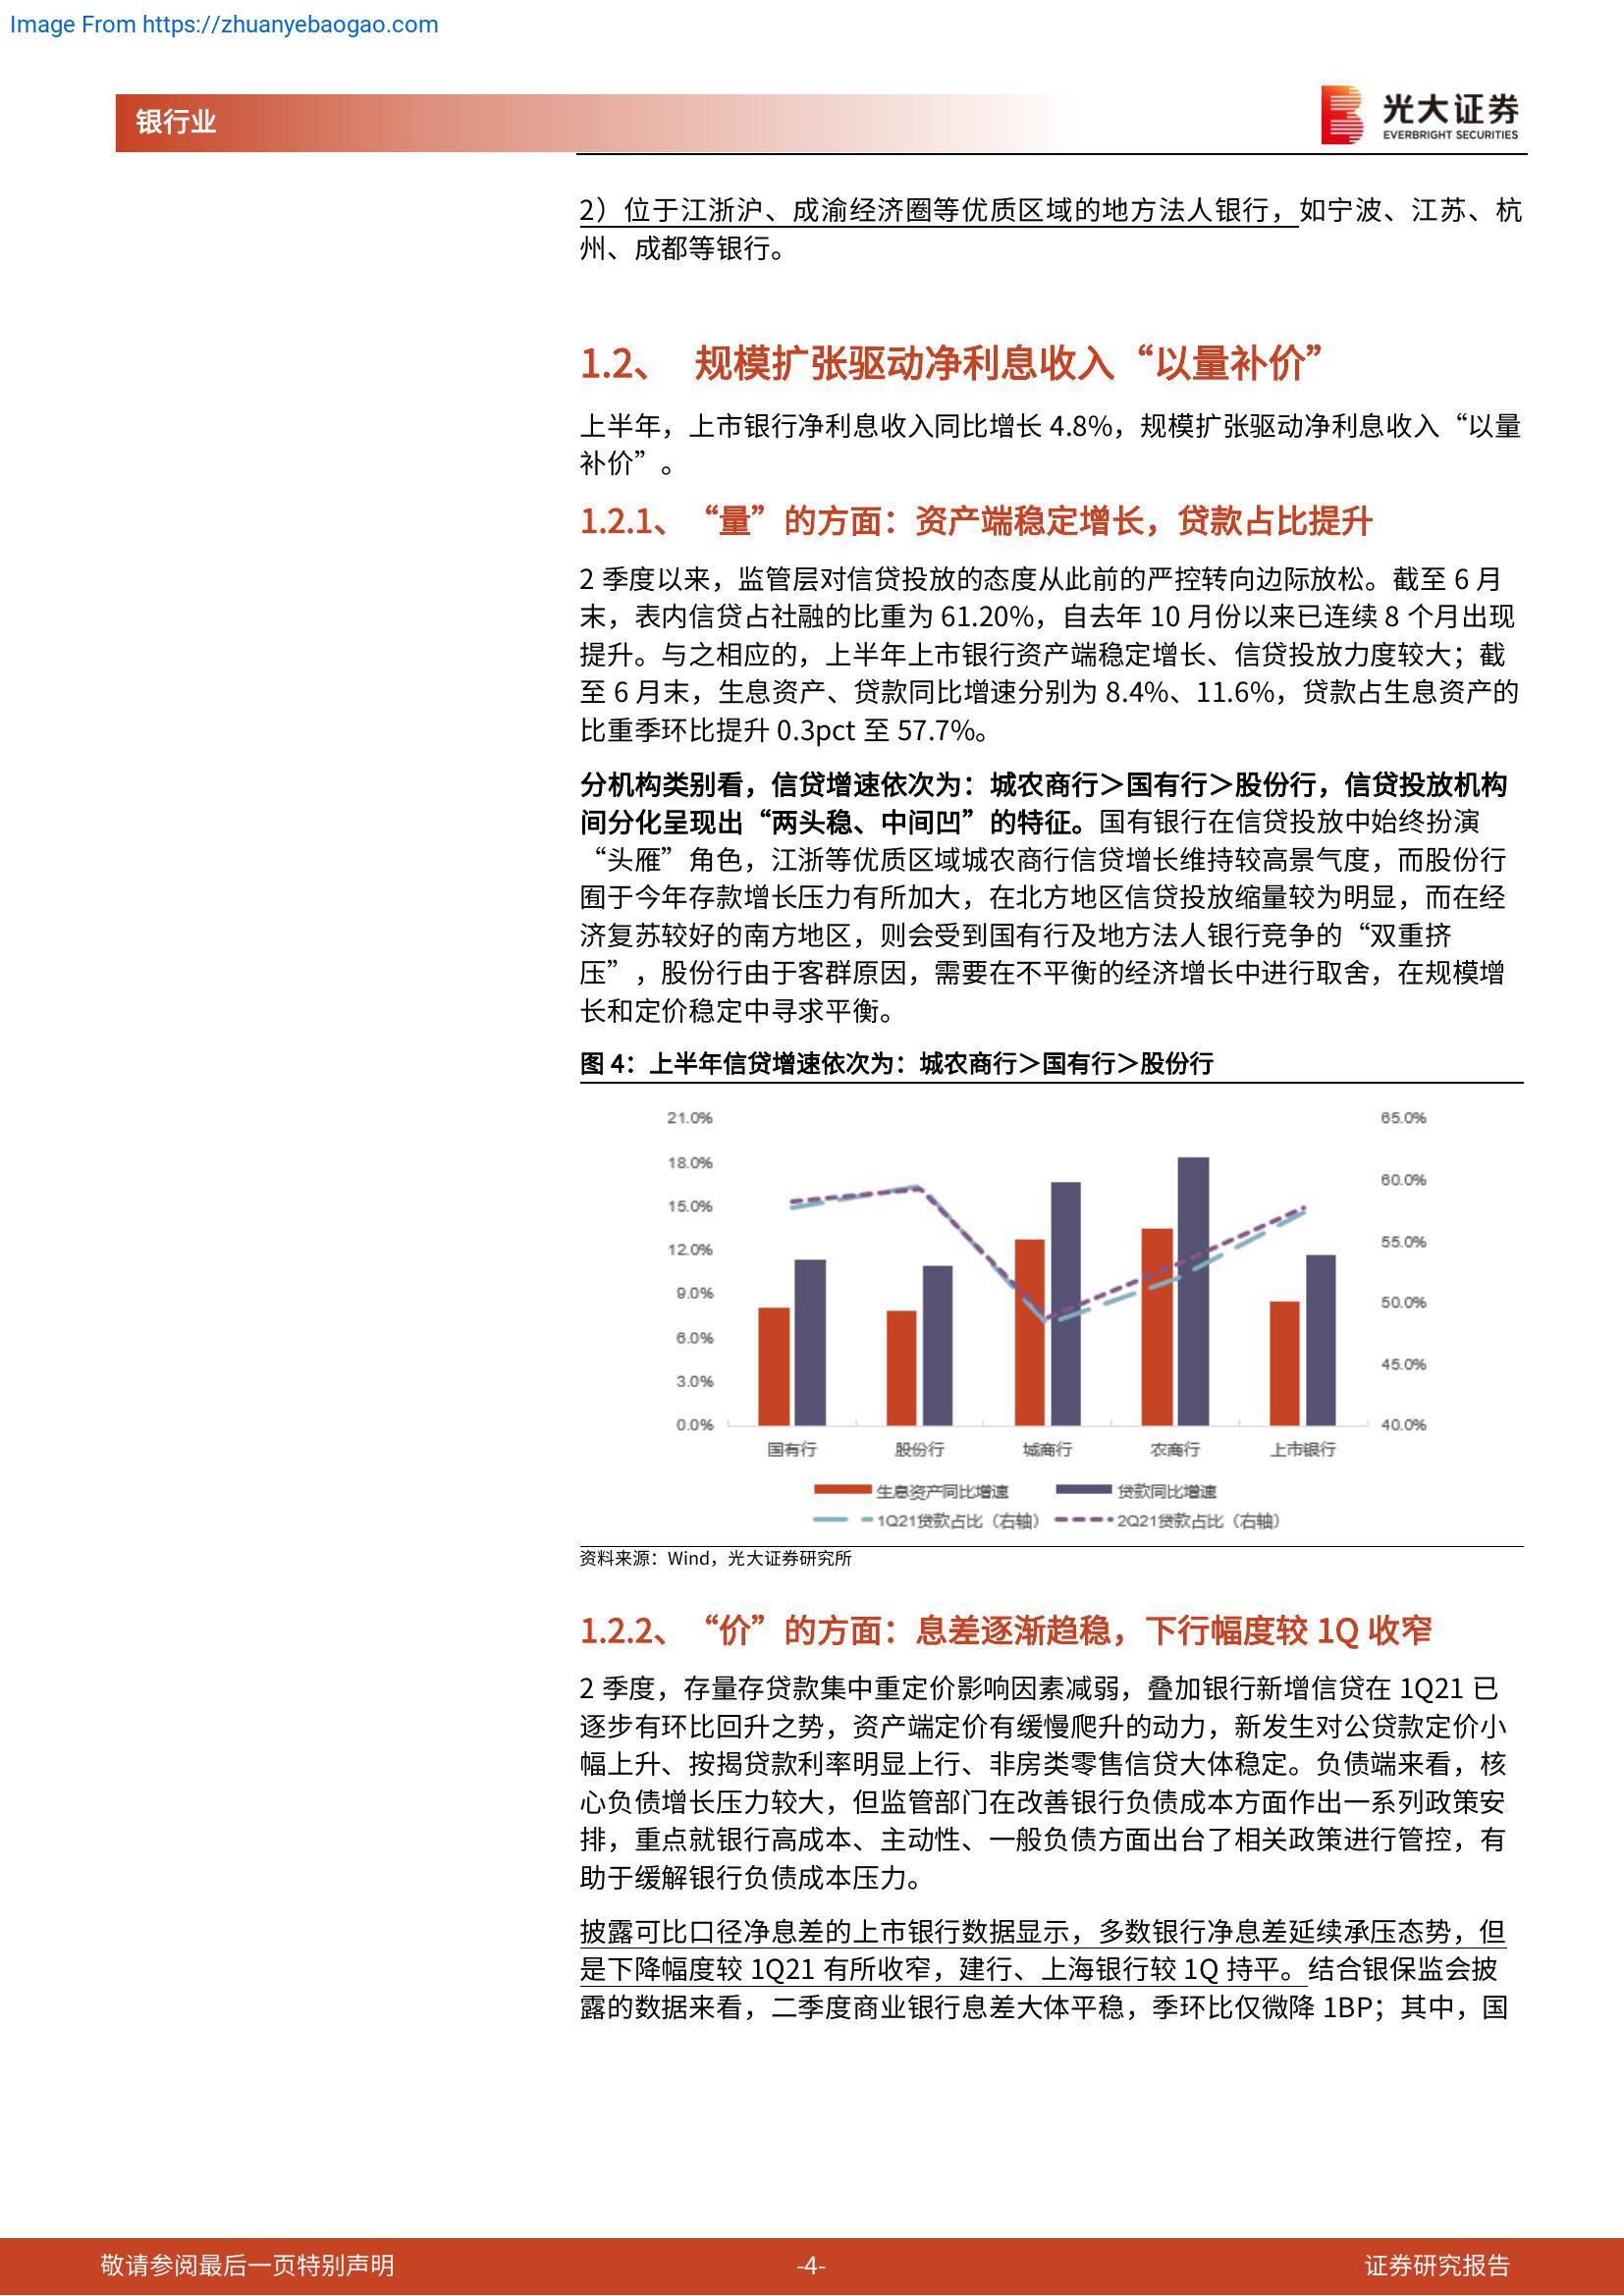 Image From https://zhuanyebaogao.com
银行业
光大证券
EVERBRIGHT SECURITIES
2）位于江浙沪、成渝经济圈等优质区域的地方法人银行，如宁波、江苏、杭
州、成都等银行。
1.2、 规模扩张驱动净利息收入“以量补价”
上半年，上市银行净利息收入同比增长 4.8%，规模扩张驱动净利息收入“以量
补价”。
1.2.1、 “量”的方面：资产端稳定增长，贷款占比提升
2 季度以来，监管层对信贷投放的态度从此前的严控转向边际放松。截至 6 月
末，表内信贷占社融的比重为 61.20%，自去年 10 月份以来已连续 8 个月出现
提升。与之相应的，上半年上市银行资产端稳定增长、信贷投放力度较大；截
至 6 月末，生息资产、贷款同比增速分别为 8.4%、11.6%，贷款占生息资产的
比重季环比提升 0.3pct 至 57.7%。
分机构类别看，信贷增速依次为：城农商行＞国有行＞股份行，信贷投放机构
间分化呈现出“两头稳、中间凹”的特征。国有银行在信贷投放中始终扮演
“头雁”角色，江浙等优质区域城农商行信贷增长维持较高景气度，而股份行
囿于今年存款增长压力有所加大，在北方地区信贷投放缩量较为明显，而在经
济复苏较好的南方地区，则会受到国有行及地方法人银行竞争的“双重挤
压”，股份行由于客群原因，需要在不平衡的经济增长中进行取舍，在规模增
长和定价稳定中寻求平衡。
图 4：上半年信贷增速依次为：城农商行＞国有行＞股份行
21.0% 65.0%
18.0% 60.0%
15.0%
12.0% 55.0%
9.0% 50.0%
6.0%
3.0% 45.0%
0.0% 40.0%
国有行 股份行 城商行 农商行 上市银行
生息资产同比增速 贷款同比增速
1Q21贷款占比（右轴） 2Q21贷款占比（右轴）
资料来源：Wind，光大证券研究所
1.2.2、 “价”的方面：息差逐渐趋稳，下行幅度较 1Q 收窄
2 季度，存量存贷款集中重定价影响因素减弱，叠加银行新增信贷在 1Q21 已
逐步有环比回升之势，资产端定价有缓慢爬升的动力，新发生对公贷款定价小
幅上升、按揭贷款利率明显上行、非房类零售信贷大体稳定。负债端来看，核
心负债增长压力较大，但监管部门在改善银行负债成本方面作出一系列政策安
排，重点就银行高成本、主动性、一般负债方面出台了相关政策进行管控，有
助于缓解银行负债成本压力。
披露可比口径净息差的上市银行数据显示，多数银行净息差延续承压态势，但
是下降幅度较 1Q21 有所收窄，建行、上海银行较 1Q 持平。结合银保监会披
露的数据来看，二季度商业银行息差大体平稳，季环比仅微降 1BP；其中，国
敬请参阅最后一页特别声明 -4- 证券研究报告